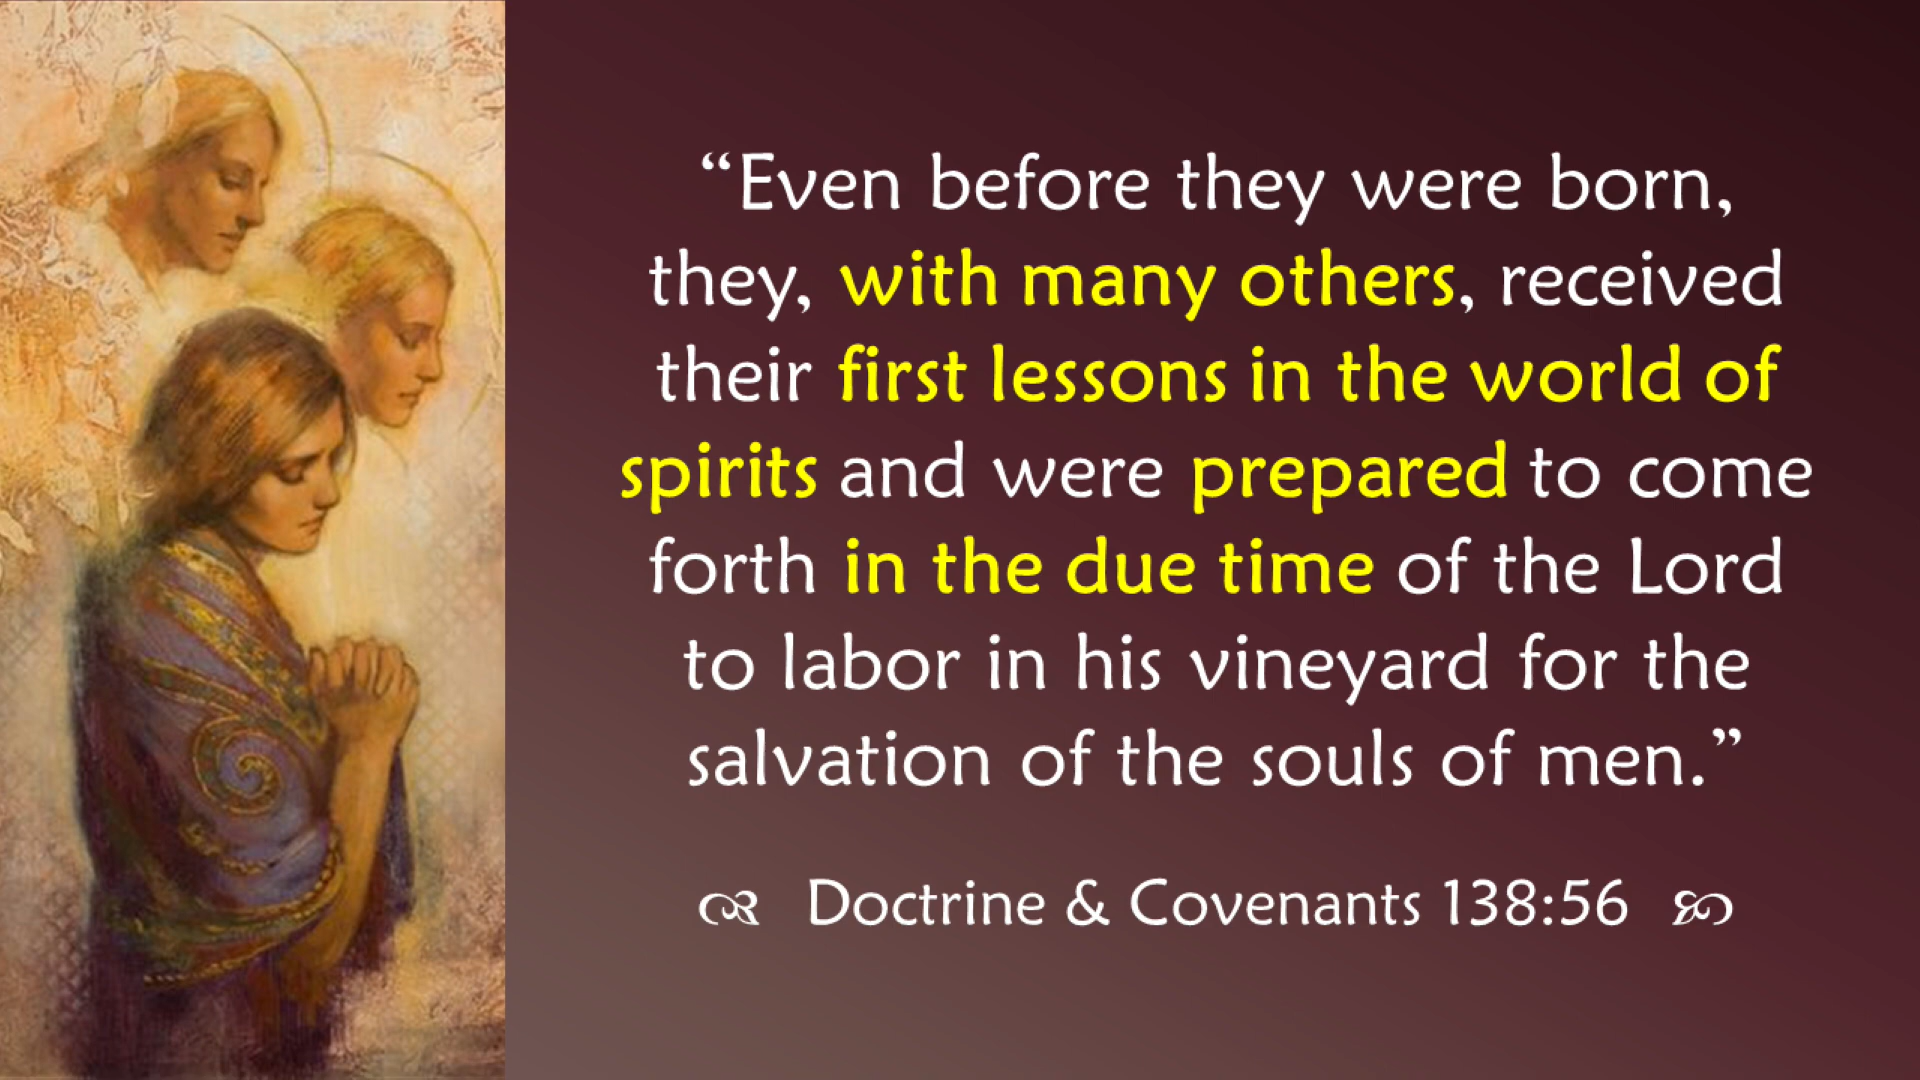 “Even before they were born,
they, with many others, received
their first lessons in the world of
spirits and were prepared to come
forth in the due time of the Lord
to labor in his vineyard for the
salvation of the souls of men.”
Doctrine & Covenants 138:56